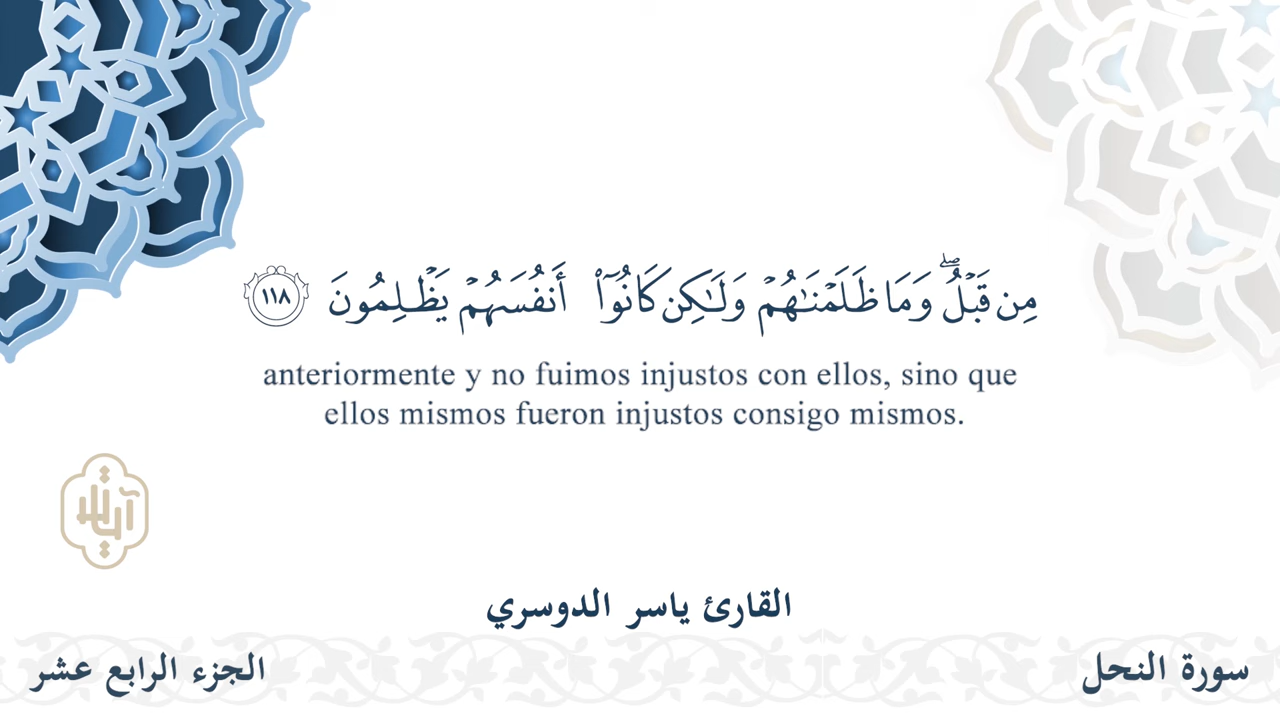 مِن قَبْلُ ۖ وَمَا ظَلَمْنَـٰهُمْ وَلَـٰكِن كَانُوٓا۟ أَنفُسَهُمْ يَظْلِمُونَ ١١٨
anteriormente y no fuimos injustos con ellos, sino que
ellos mismos fueron injustos consigo mismos.
القارئ ياسر الدوسري
سورة النحل
الجزء الرابع عشر